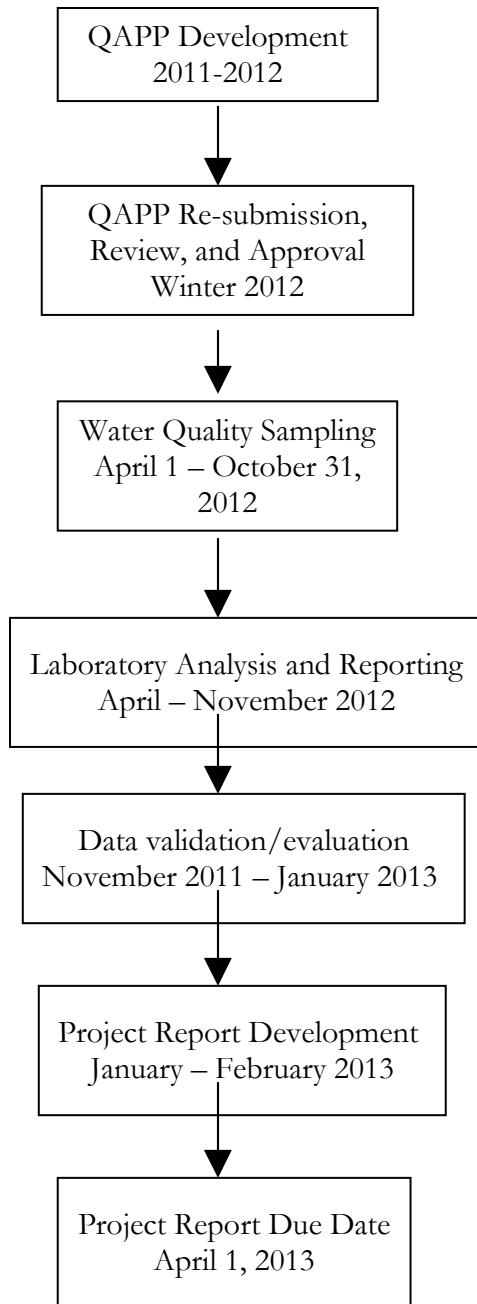 QAPP Development
2011-2012
QAPP Re-submission,
Review, and Approval
Winter 2012
Water Quality Sampling
April 1 – October 31,
2012
Laboratory Analysis and Reporting
April – November 2012
Data validation/evaluation
November 2011 – January 2013
Project Report Development
January – February 2013
Project Report Due Date
April 1, 2013